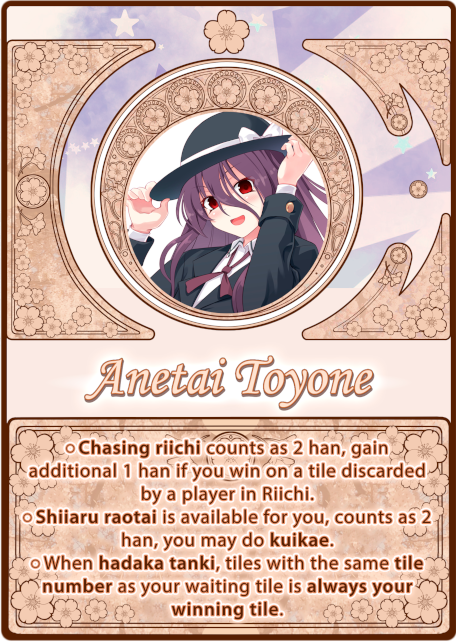 Anetai Toyone
○ Chasing riichi counts as 2 han, gain
additional 1 han if you win on a tile discarded
by a player in Riichi.
○ Shiiaru raotai is available for you, counts as 2
han, you may do kuikae.
○ When hadaka tanki, tiles with the same tile
number as your waiting tile is always your
winning tile.